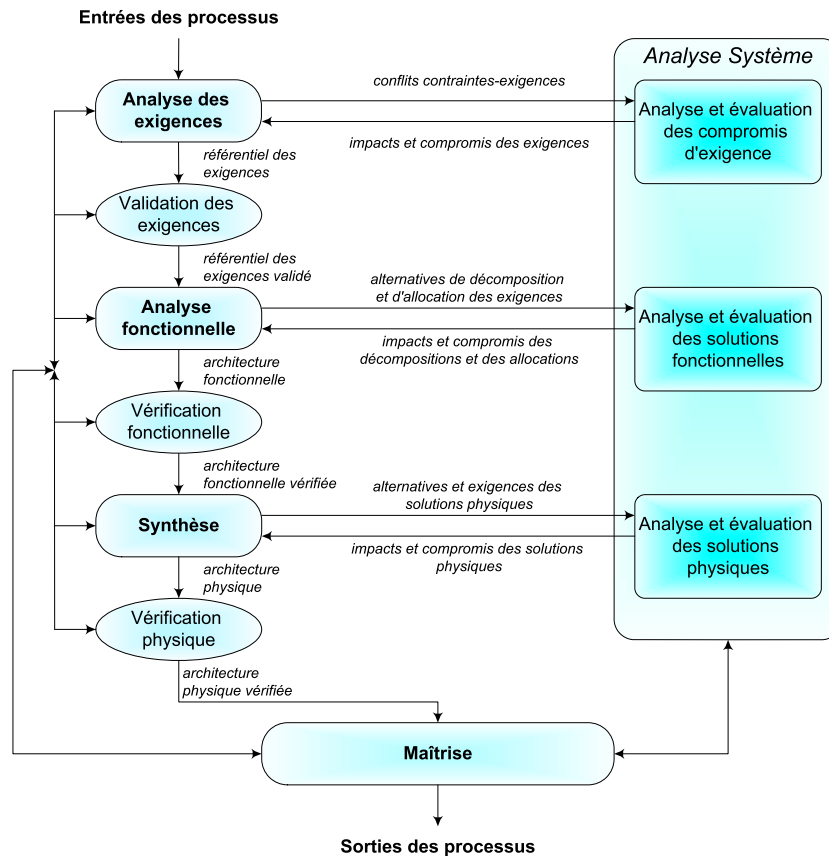 Entrées des processus
Analyse Système
Analyse des
exigences
conflits contraintes-exigences
impacts et compromis des exigences
Analyse et évaluation
des compromis
d'exigence
référentiel des
exigences
Validation des
exigences
référentiel des
exigences validé
Analyse
fonctionnelle
alternatives de décomposition
et d'allocation des exigences
impacts et compromis des
décompositions et des allocations
Analyse et évaluation
des solutions
fonctionnelles
architecture
fonctionnelle
Vérification
fonctionnelle
architecture
fonctionnelle vérifiée
Synthèse
alternatives et exigences des
solutions physiques
impacts et compromis des solutions
physiques
Analyse et évaluation
des solutions
physiques
architecture
physique
Vérification
physique
architecture
physique vérifiée
Maîtrise
Sorties des processus